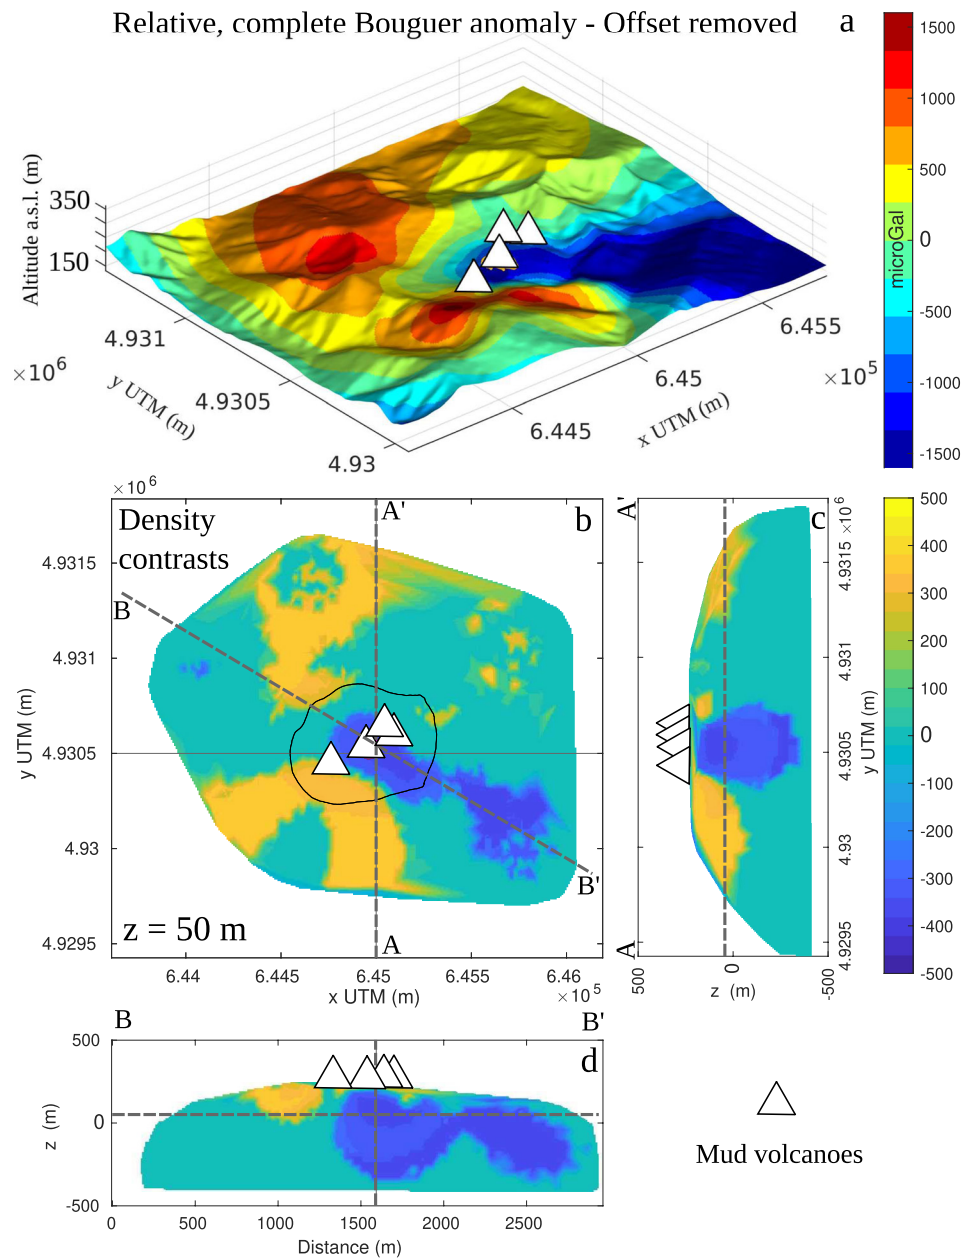 Relative, complete Bouguer anomaly - Offset removed
a
1500
1000
500
0
-500
-1000
-1500
microGal
Altitude a.s.l. (m)
350
150
4.931
4.9305
4.93
×10⁶
y UTM (m)
6.455
6.45
6.445
×10⁵
x UTM (m)
×10⁶
Density
contrasts
A'
b
B
B'
A
z = 50 m
4.9315
4.931
4.9305
4.93
4.9295
y UTM (m)
6.44
6.445
6.45
6.455
6.46
x UTM (m)
×10⁵
A'
c
×10⁶
4.9315
4.931
4.9305
4.93
4.9295
y UTM (m)
A
500
0
-500
z (m)
500
400
300
200
100
0
-100
-200
-300
-400
-500
B
B'
d
500
0
-500
z (m)
0
500
1000
1500
2000
2500
Distance (m)
Mud volcanoes